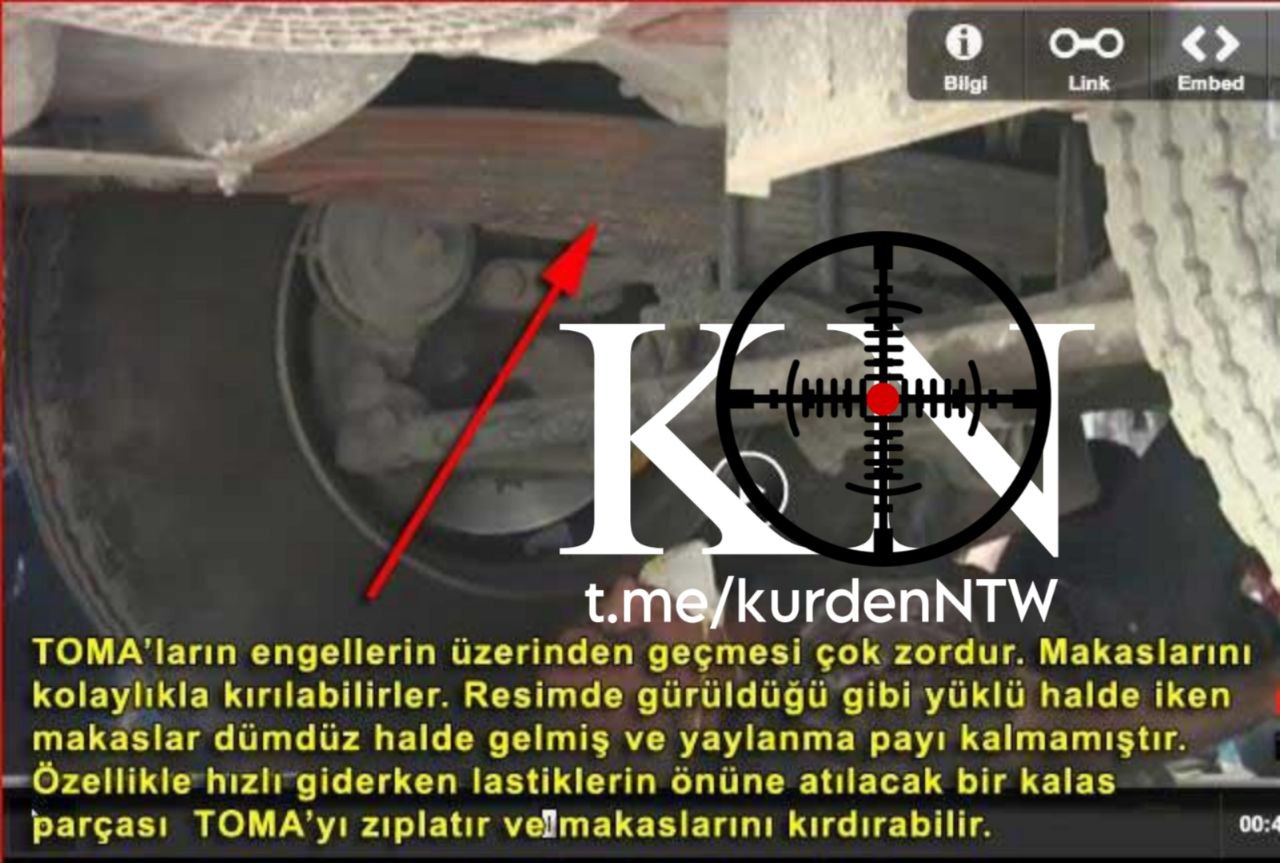 Bilgi
Link
Embed
KN
t.me/kurdenNTW
TOMA'ların engellerin üzerinden geçmesi çok zordur. Makaslarını
kolaylıkla kırılabilirler. Resimde gürüldüğü gibi yüklü halde iken
makaslar dümdüz halde gelmiş ve yaylanma payı kalmamıştır.
Özellikle hızlı giderken lastiklerin önüne atılacak bir kalas
parçası TOMA'yı zıplatır ve makaslarını kırdırabilir.